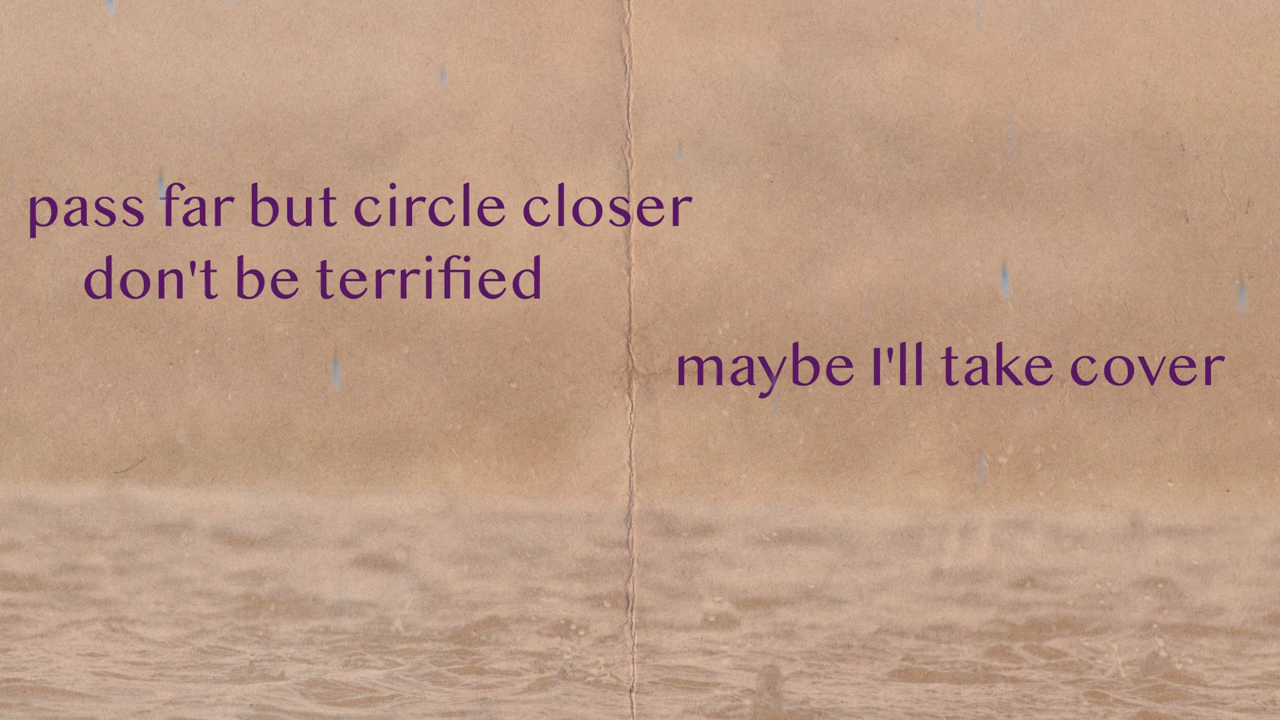 pass far but circle closer
don't be terrified
maybe I'll take cover